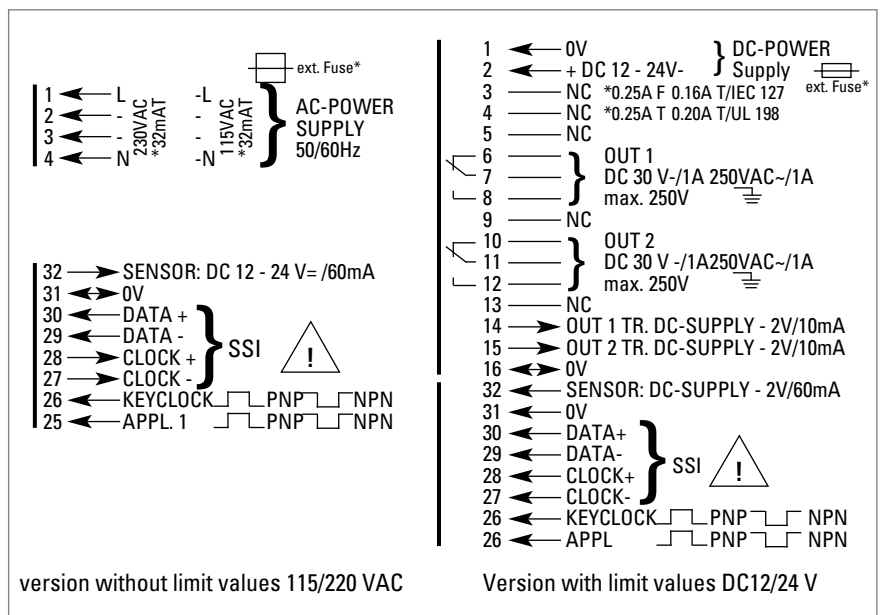 ext. Fuse*
1 L -L
2 - -
3 - -
4 N -N
230VAC
*32mAT
115VAC
*32mAT
AC-POWER
SUPPLY
50/60Hz
32 SENSOR: DC 12 - 24 V= /60mA
31 0V
30 DATA +
29 DATA -
28 CLOCK +
27 CLOCK -
SSI
!
26 KEYCLOCK PNP NPN
25 APPL. 1 PNP NPN
version without limit values 115/220 VAC
1 0V
2 + DC 12 - 24V-
DC-POWER
Supply
ext. Fuse*
3 NC *0.25A F 0.16A T/IEC 127
4 NC *0.25A T 0.20A T/UL 198
5 NC
6 OUT 1
7 DC 30 V-/1A 250VAC~/1A
8 max. 250V
9 NC
10 OUT 2
11 DC 30 V -/1A250VAC~/1A
12 max. 250V
13 NC
14 OUT 1 TR. DC-SUPPLY - 2V/10mA
15 OUT 2 TR. DC-SUPPLY - 2V/10mA
16 0V
32 SENSOR: DC-SUPPLY - 2V/60mA
31 0V
30 DATA+
29 DATA-
28 CLOCK+
27 CLOCK-
SSI
!
26 KEYCLOCK PNP NPN
26 APPL PNP NPN
Version with limit values DC12/24 V